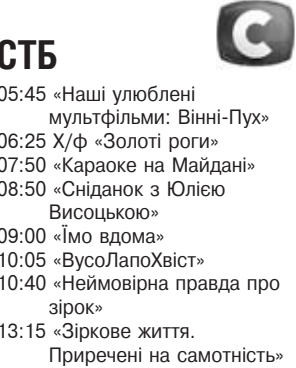 СТБ
05:45 «Наші улюблені
мультфільми: Вінні-Пух»
06:25 Х/ф «Золоті роги»
07:50 «Караоке на Майдані»
08:50 «Сніданок з Юлією
Висоцькою»
09:00 «Їмо вдома»
10:05 «ВусоЛапоХвіст»
10:40 «Неймовірна правда про
зірок»
13:15 «Зіркове життя.
Приречені на самотність»